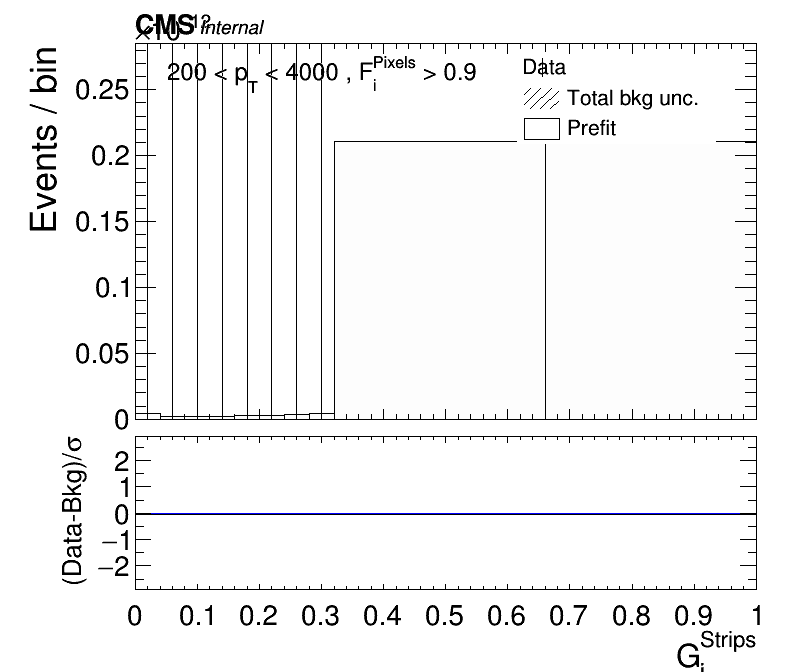 CMS Internal
×10¹²
200 < p_T < 4000 , F_i^Pixels > 0.9
Data
Total bkg unc.
Prefit
Events / bin
0.25
0.2
0.15
0.1
0.05
0
(Data-Bkg)/σ
2
1
0
−1
−2
0 0.1 0.2 0.3 0.4 0.5 0.6 0.7 0.8 0.9 1
G_i^Strips